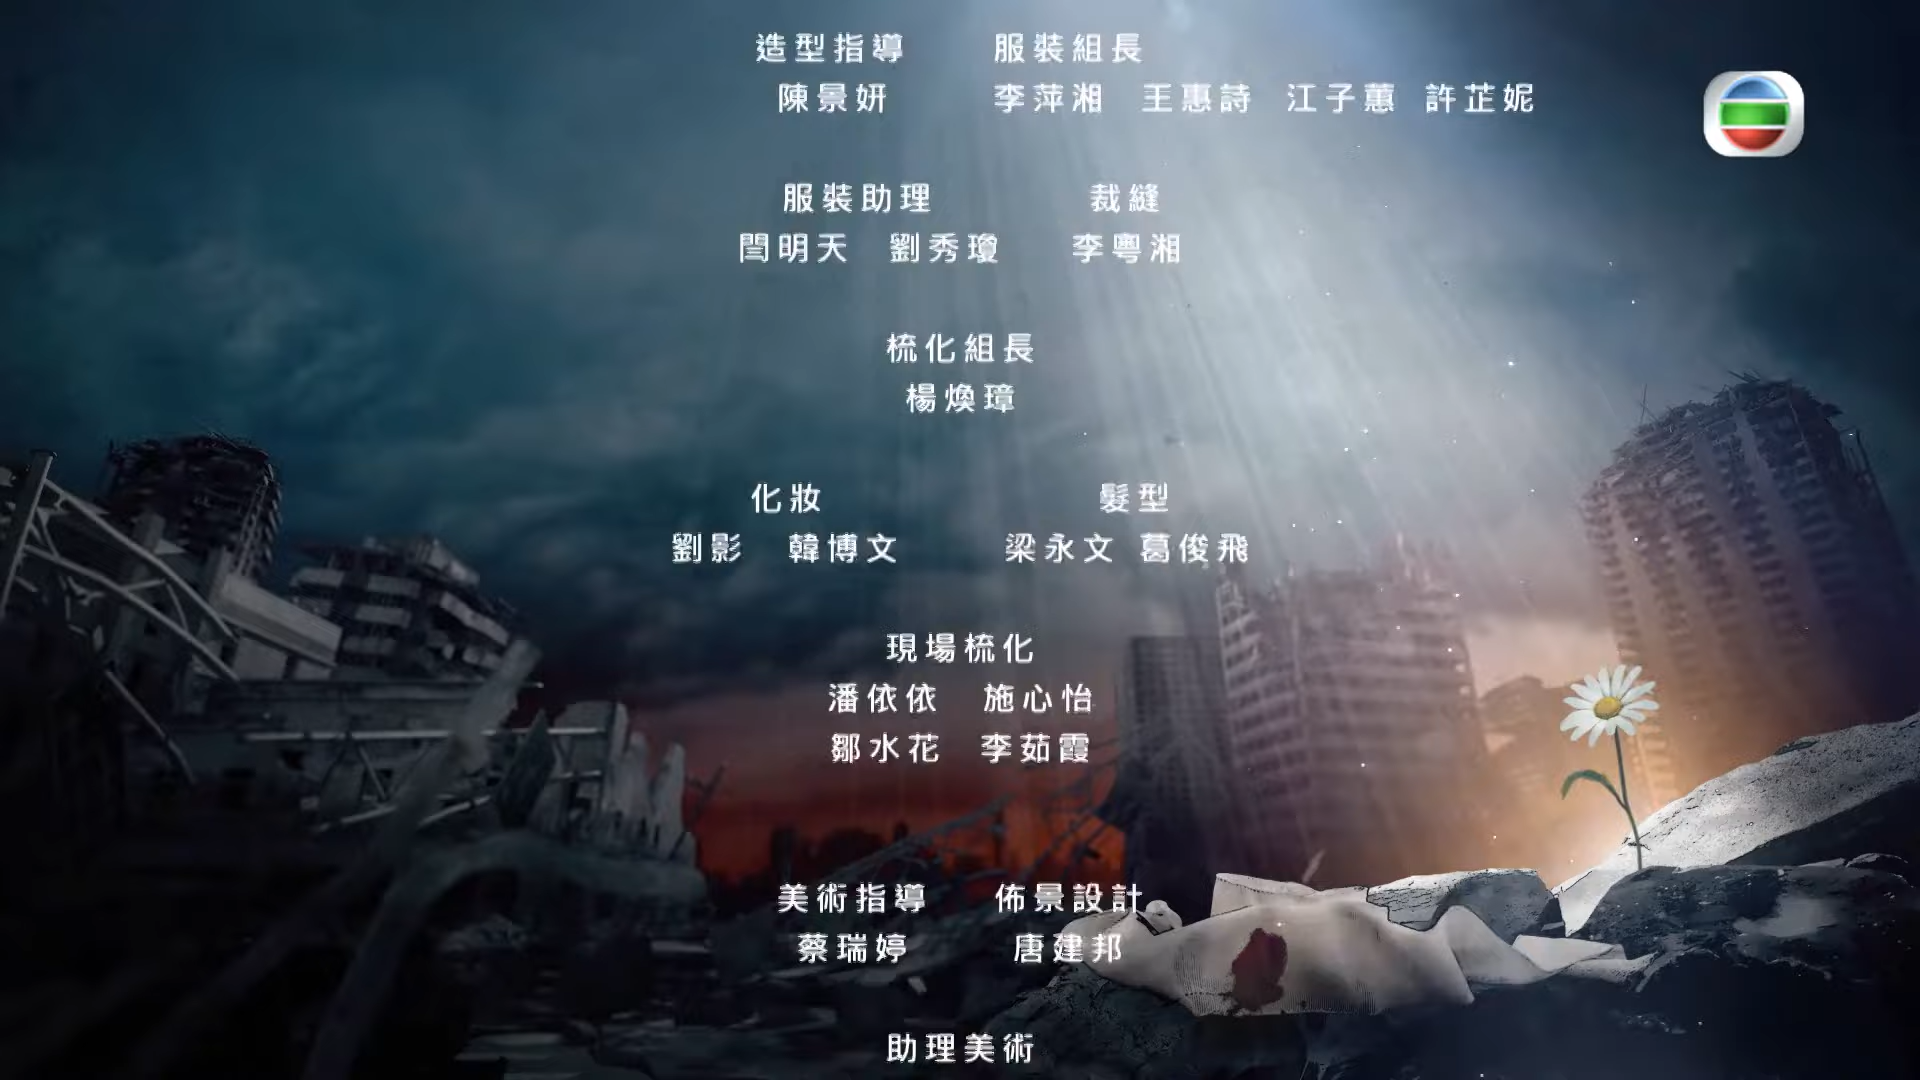 造型指導 服裝組長
陳景妍 李萍湘 王惠詩 江子蕙 許芷妮
服裝助理 裁縫
閆明天 劉秀瓊 李粵湘
梳化組長
楊煥璋
化妝 髮型
劉影 韓博文 梁永文 葛俊飛
現場梳化
潘依依 施心怡
鄒水花 李茹霞
美術指導 佈景設計
蔡瑞婷 唐建邦
助理美術